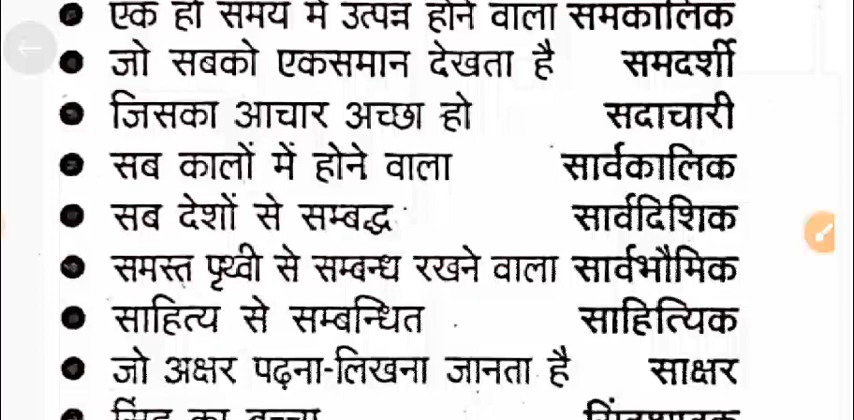 एक ही समय में उत्पन्न होने वाला समकालिक
जो सबको एकसमान देखता है समदर्शी
जिसका आचार अच्छा हो सदाचारी
सब कालों में होने वाला सार्वकालिक
सब देशों से सम्बद्ध सार्वदिशिक
समस्त पृथ्वी से सम्बन्ध रखने वाला सार्वभौमिक
साहित्य से सम्बन्धित साहित्यिक
जो अक्षर पढ़ना-लिखना जानता है साक्षर
सिंह का बच्चा